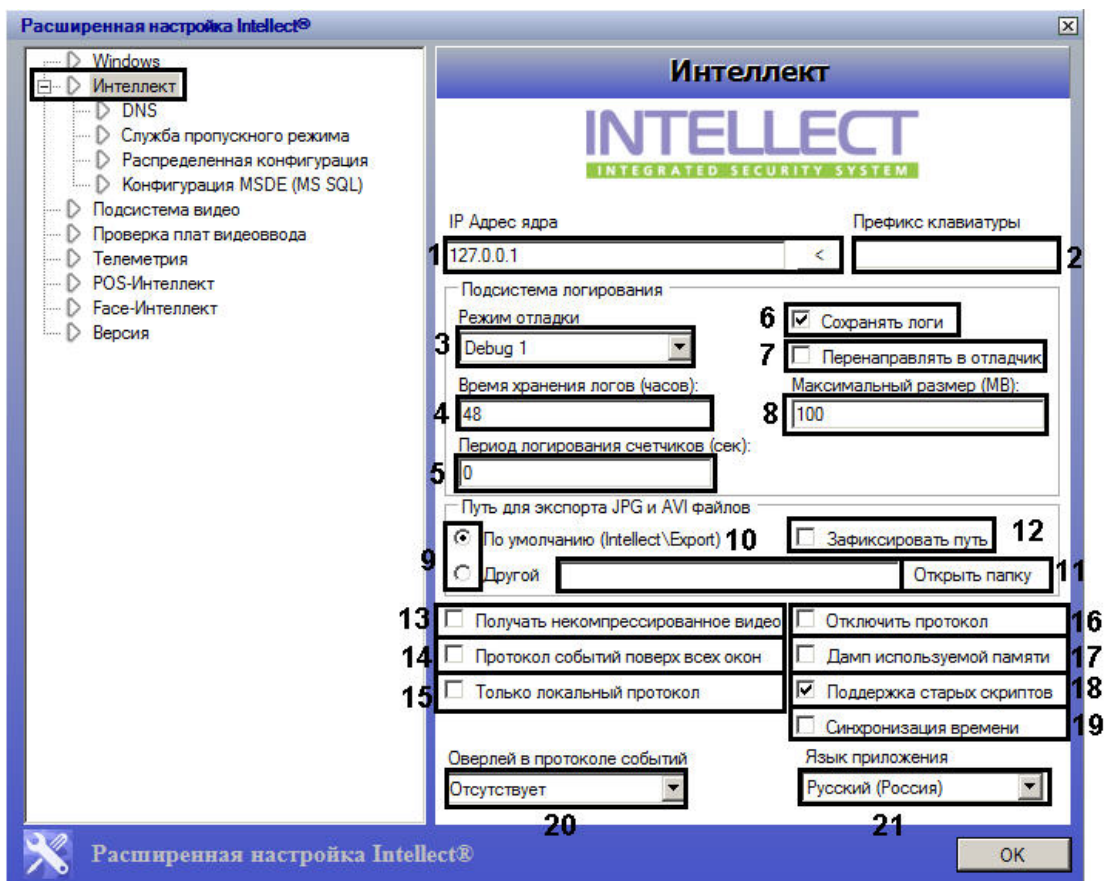 Расширенная настройка Intellect®
Windows
Интеллект
DNS
Служба пропускного режима
Распределенная конфигурация
Конфигурация MSDE (MS SQL)
Подсистема видео
Проверка плат видеоввода
Телеметрия
POS-Интеллект
Face-Интеллект
Версия
Интеллект
INTELLECT
INTEGRATED SECURITY SYSTEM
IP Адрес ядра
Префикс клавиатуры
1 127.0.0.1 < 2
Подсистема логирования
Режим отладки
3 Debug 1
6 Сохранять логи
7 Перенаправлять в отладчик
Время хранения логов (часов):
Максимальный размер (MB):
4 48
8 100
Период логирования счетчиков (сек):
5 0
Путь для экспорта JPG и AVI файлов
9 По умолчанию (Intellect\Export) 10
Зафиксировать путь 12
Другой
Открыть папку 11
13 Получать некомпрессированное видео
Отключить протокол 16
14 Протокол событий поверх всех окон
Дамп используемой памяти 17
15 Только локальный протокол
Поддержка старых скриптов 18
Синхронизация времени 19
Оверлей в протоколе событий
Язык приложения
Отсутствует
Русский (Россия)
20
21
Расширенная настройка Intellect®
OK